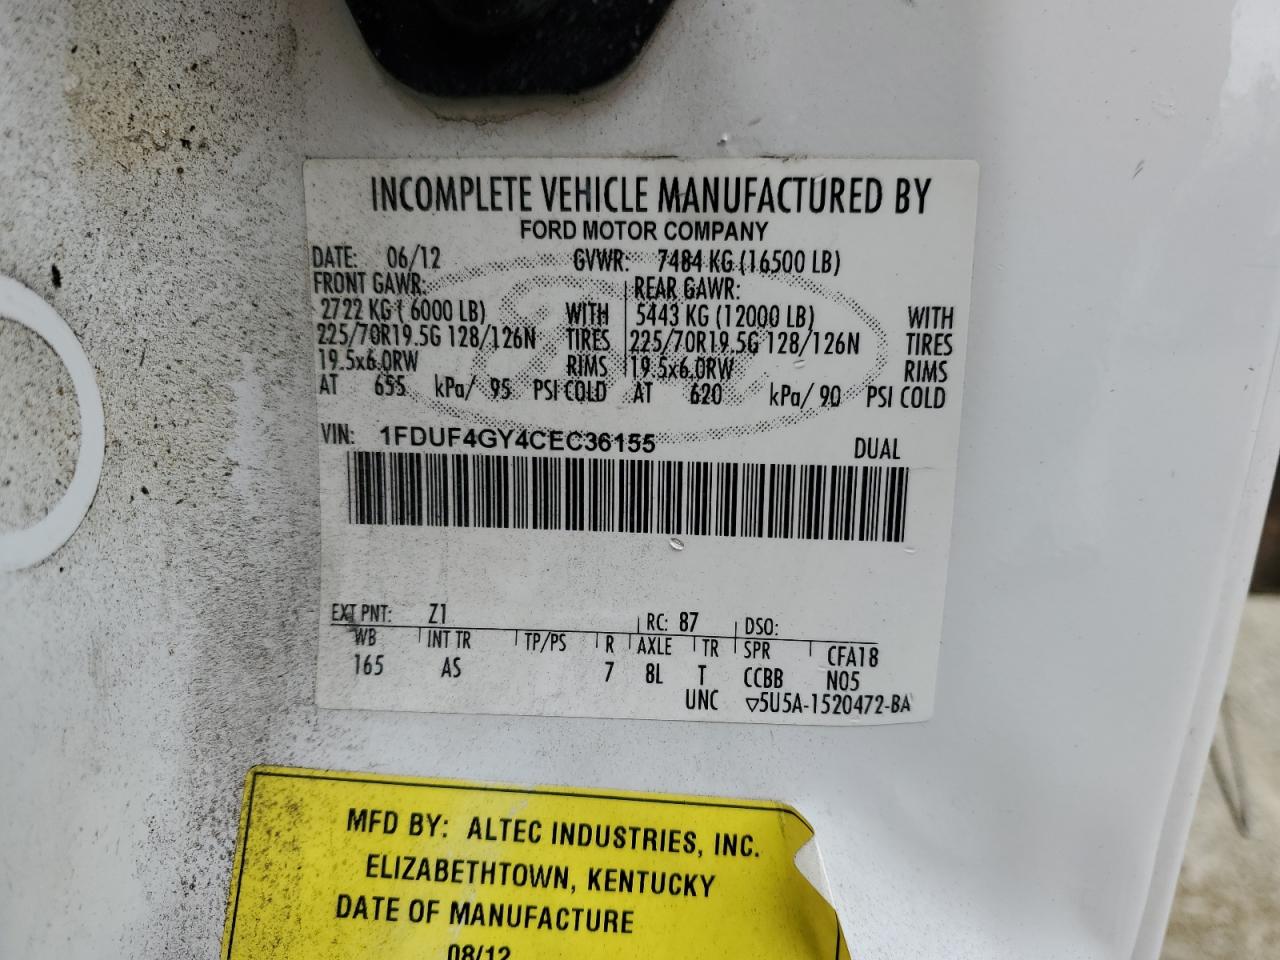 INCOMPLETE VEHICLE MANUFACTURED BY
FORD MOTOR COMPANY
DATE: 06/12 GVWR: 7484 KG (16500 LB)
FRONT GAWR: REAR GAWR:
2722 KG ( 6000 LB) WITH 5443 KG (12000 LB) WITH
225/70R19.5G 128/126N TIRES 225/70R19.5G 128/126N TIRES
19.5x6.0RW RIMS 19.5x6.0RW RIMS
AT 655 kPa/ 95 PSI COLD AT 620 kPa/ 90 PSI COLD
VIN: 1FDUF4GY4CEC36155 DUAL
EXT PNT: Z1 RC: 87 DSO:
WB INT TR TP/PS R AXLE TR SPR CFA18
165 AS 7 8L T CCBB N05
UNC ▽5U5A-1520472-BA
MFD BY: ALTEC INDUSTRIES, INC.
ELIZABETHTOWN, KENTUCKY
DATE OF MANUFACTURE
08/12